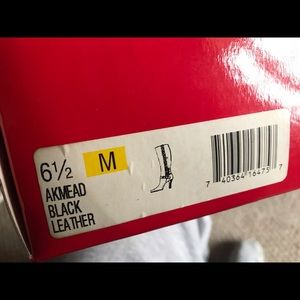 6½ M
AKMEAD
BLACK
LEATHER
7 40364 16475 7